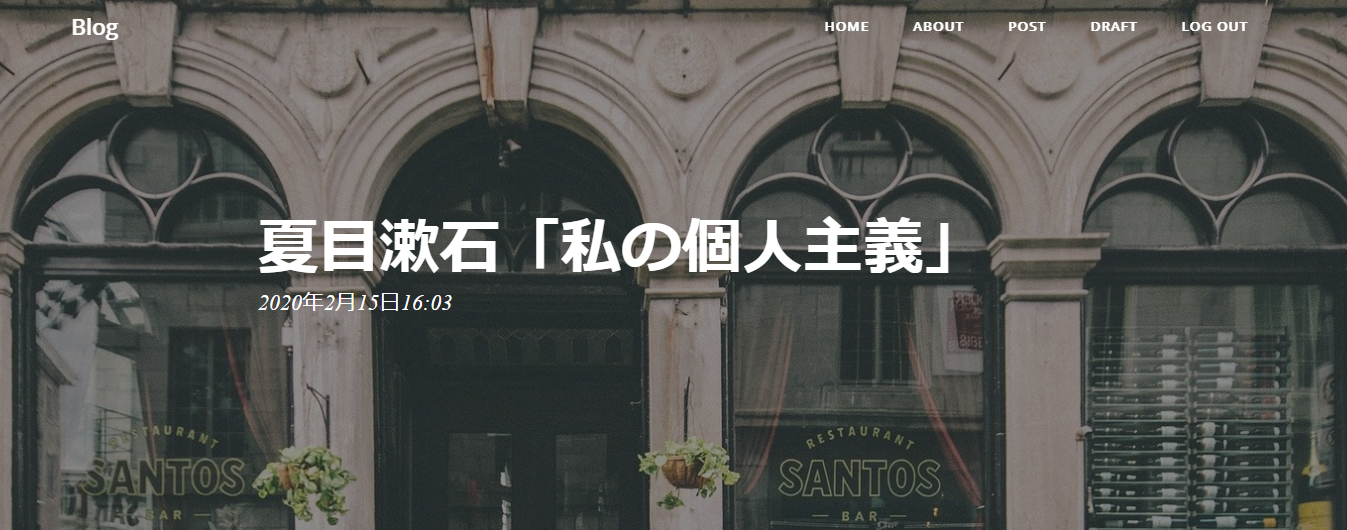 Blog
HOME ABOUT POST DRAFT LOG OUT
夏目漱石「私の個人主義」
2020年2月15日16:03
RESTAURANT
SANTOS
BAR
RESTAURANT
SANTOS
— BAR —